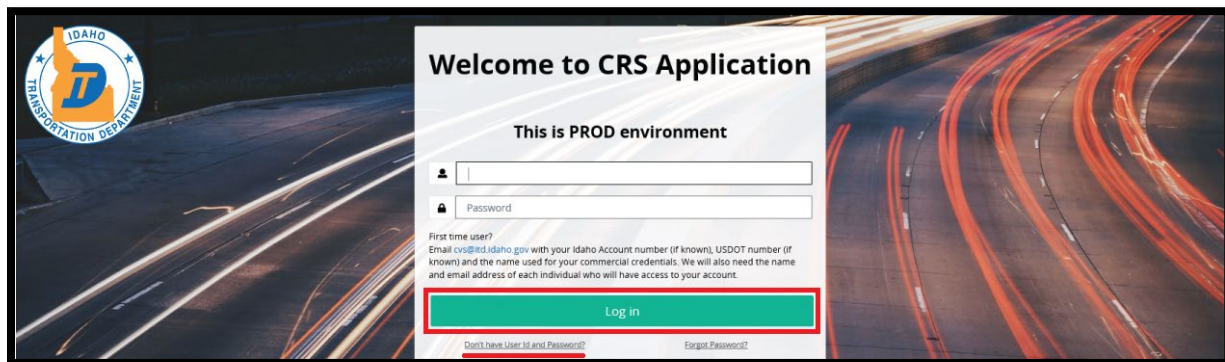 IDAHO
TRANSPORTATION DEPARTMENT
ID
Welcome to CRS Application
This is PROD environment
Password
First time user?
Email cvs@itd.idaho.gov with your Idaho Account number (if known), USDOT number (if
known) and the name used for your commercial credentials. We will also need the name
and email address of each individual who will have access to your account.
Log in
Don't have User Id and Password? Forgot Password?